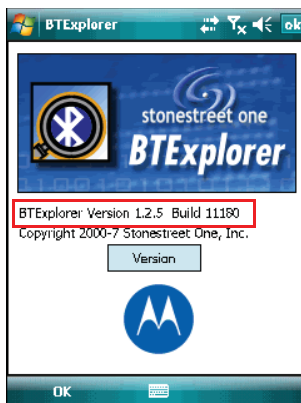 BTExplorer
ok
stonestreet one
BTExplorer
BTExplorer Version 1.2.5 Build 11180
Copyright 2000-7 Stonestreet One, Inc.
Version
OK